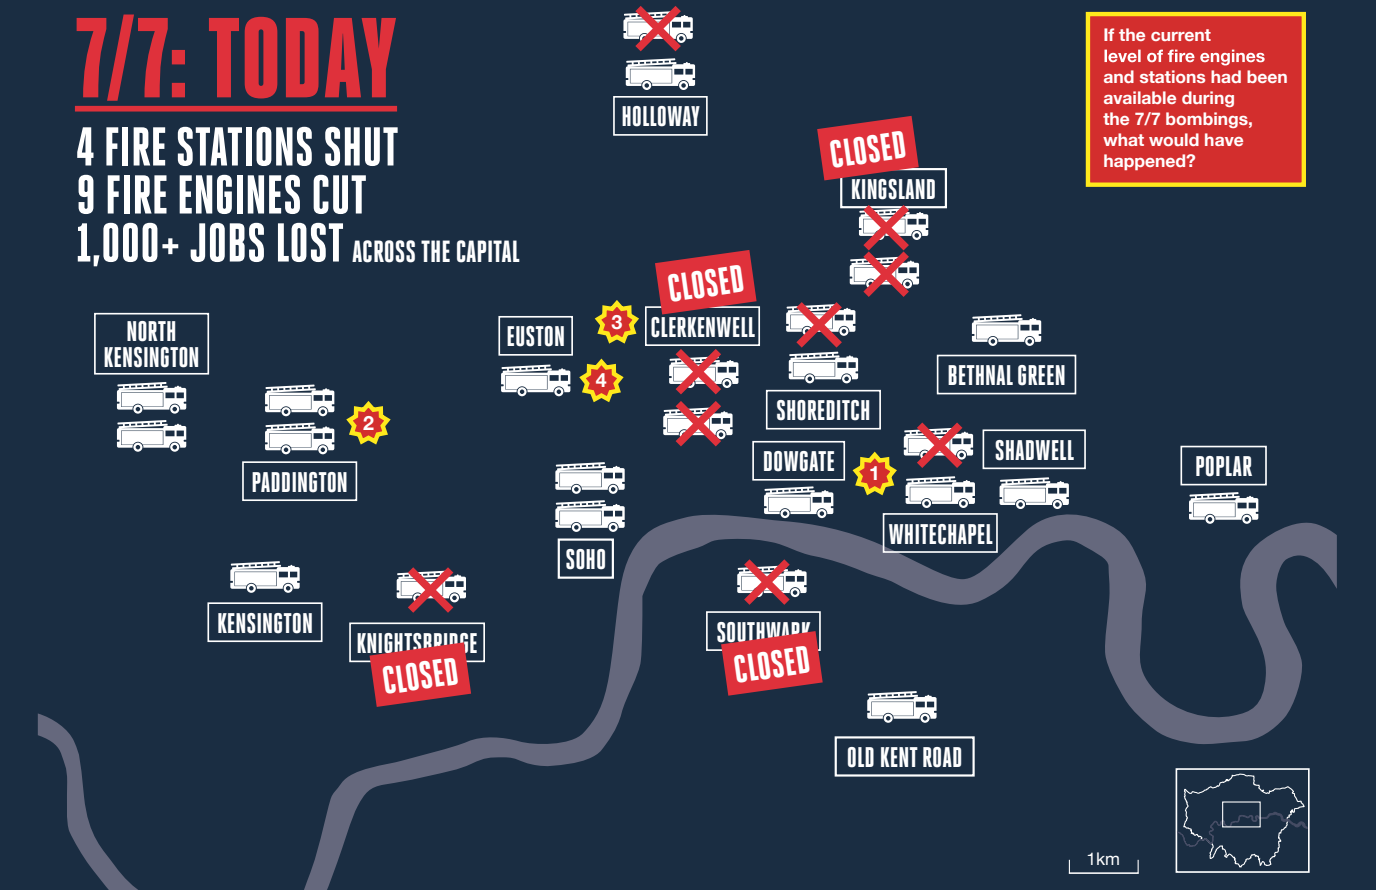 7/7: TODAY
4 FIRE STATIONS SHUT
9 FIRE ENGINES CUT
1,000+ JOBS LOST ACROSS THE CAPITAL
If the current
level of fire engines
and stations had been
available during
the 7/7 bombings,
what would have
happened?
HOLLOWAY
CLOSED
KINGSLAND
CLOSED
CLERKENWELL
3
EUSTON
4
NORTH
KENSINGTON
2
PADDINGTON
BETHNAL GREEN
SHOREDITCH
DOWGATE
1
SHADWELL
POPLAR
WHITECHAPEL
SOHO
KENSINGTON
KNIGHTSBRIDGE
CLOSED
SOUTHWARK
CLOSED
OLD KENT ROAD
1km